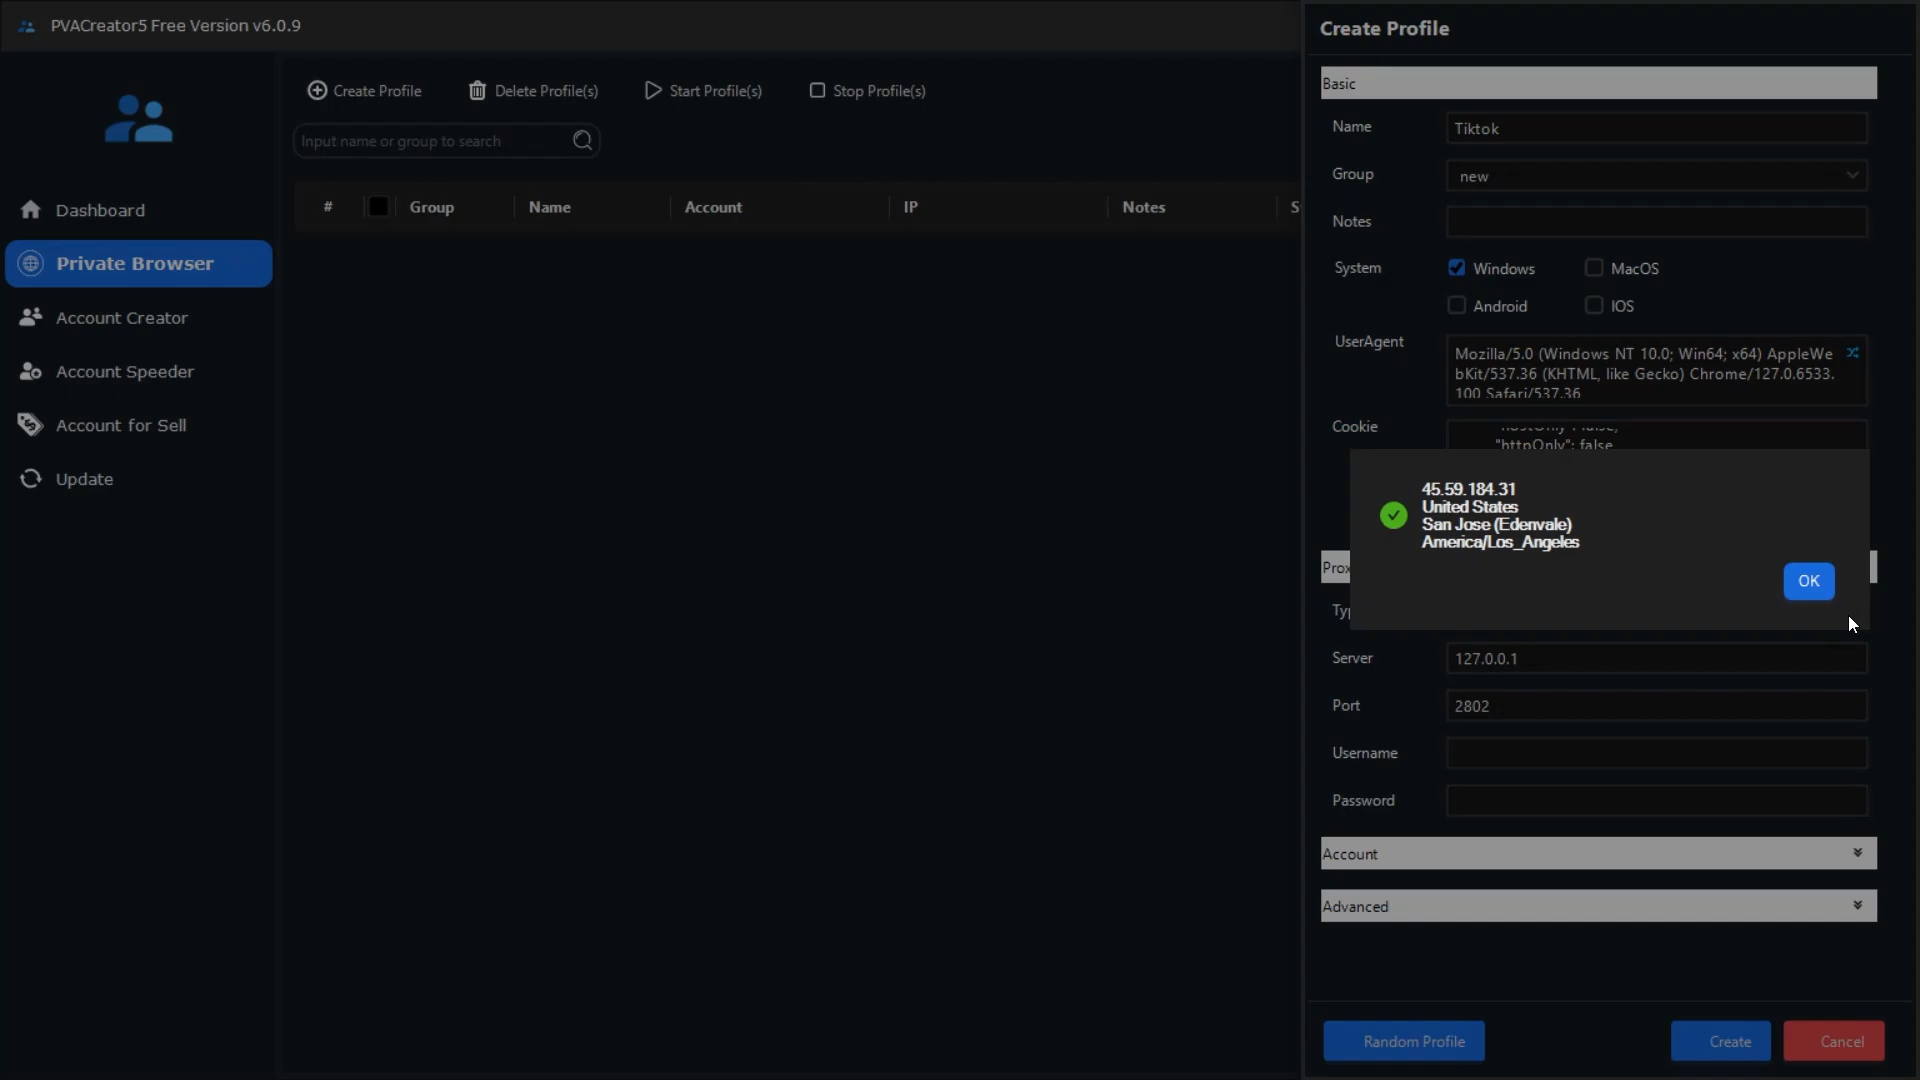 PVACreator5 Free Version v6.0.9
Dashboard
Private Browser
Account Creator
Account Speeder
Account for Sell
Update
Create Profile
Delete Profile(s)
Start Profile(s)
Stop Profile(s)
Input name or group to search
# Group Name Account IP Notes S
Create Profile
Basic
Name Tiktok
Group new
Notes
System Windows MacOS
Android IOS
UserAgent
Mozilla/5.0 (Windows NT 10.0; Win64; x64) AppleWe
bKit/537.36 (KHTML, like Gecko) Chrome/127.0.6533.
100 Safari/537.36
Cookie
"httpOnly": false
45.59.184.31
United States
San Jose (Edenvale)
America/Los_Angeles
OK
Prox
Typ
Server 127.0.0.1
Port 2802
Username
Password
Account
Advanced
Random Profile
Create
Cancel